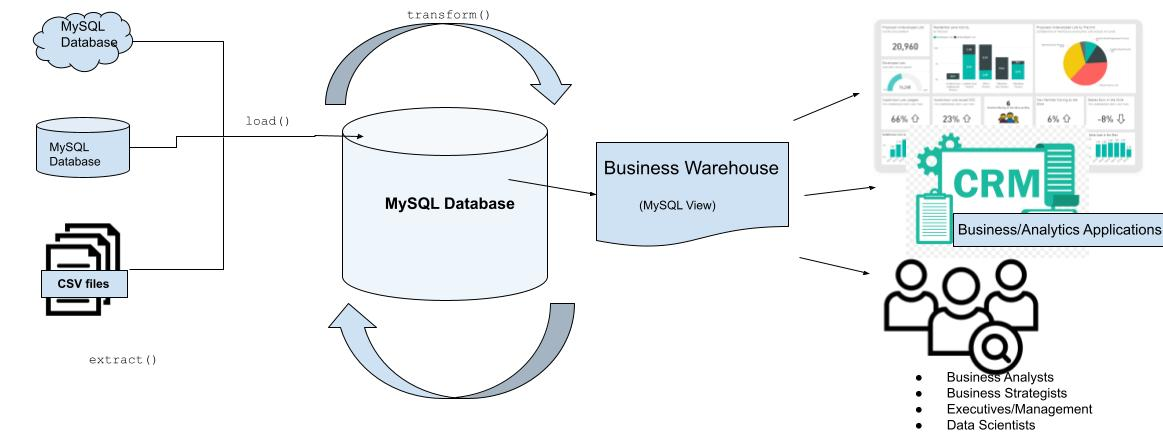 transform()
MySQL
Database
load()
MySQL
Database
CSV files
extract()
MySQL Database
Business Warehouse
(MySQL View)
20,960
66%
23%
6
6%
-8%
CRM
Business/Analytics Applications
● Business Analysts
● Business Strategists
● Executives/Management
● Data Scientists